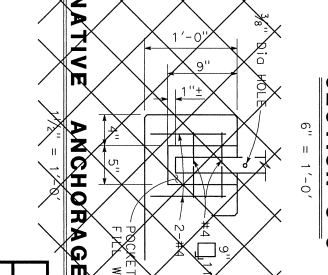 6" = 1'-0"
3/8" Dia HOLE
1'-0"
9"
1"±
4"
5"
#4
2-#4
9"
POCKET
NATIVE ANCHORAGE
1 1/2" = 1'-0"